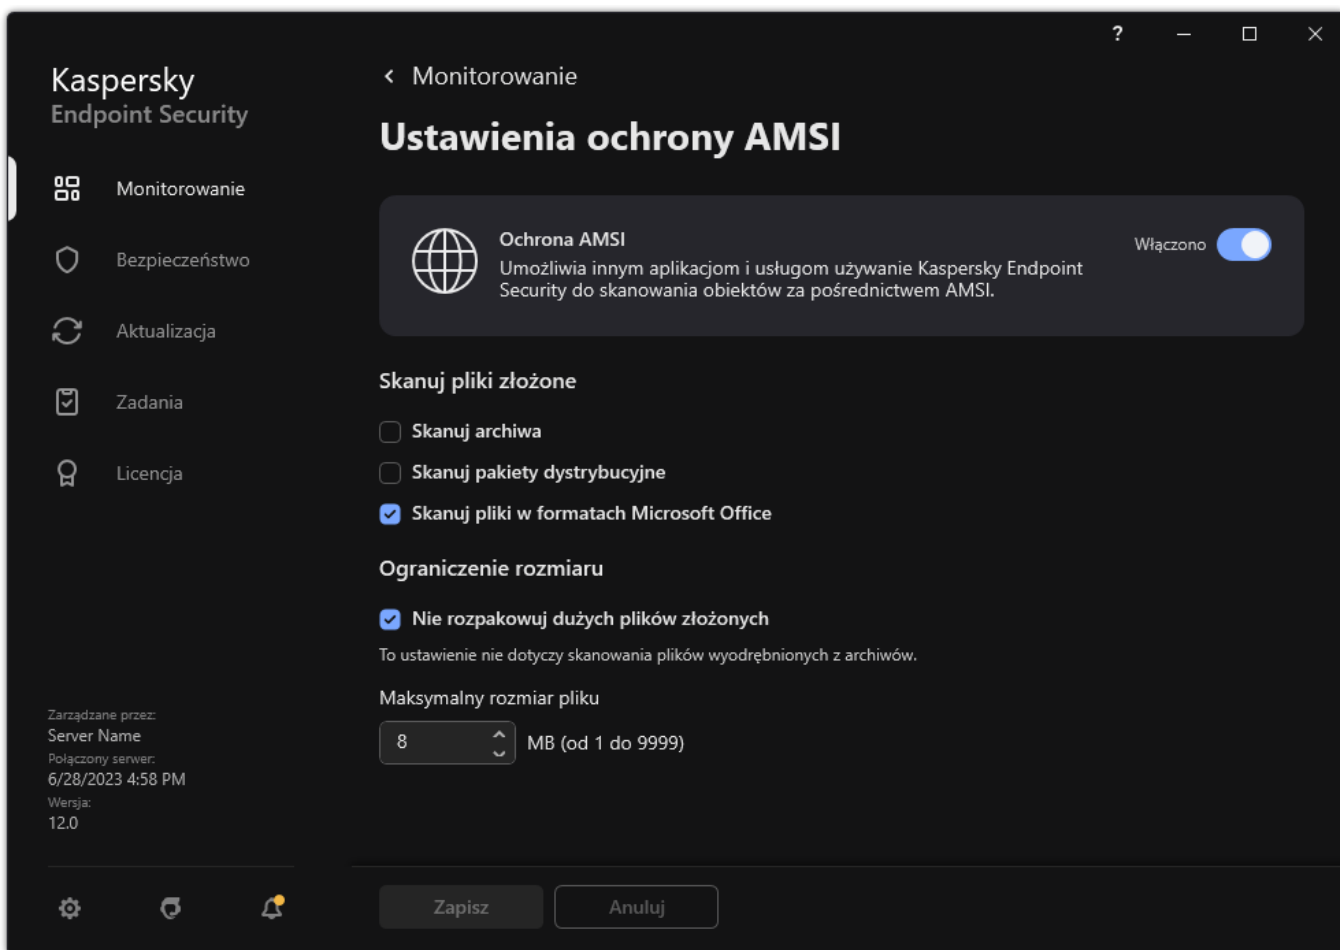 ?
Kaspersky
Endpoint Security
Monitorowanie
Bezpieczeństwo
Aktualizacja
Zadania
Licencja
Zarządzane przez:
Server Name
Połączony serwer:
6/28/2023 4:58 PM
Wersja:
12.0
Monitorowanie
Ustawienia ochrony AMSI
Ochrona AMSI
Umożliwia innym aplikacjom i usługom używanie Kaspersky Endpoint
Security do skanowania obiektów za pośrednictwem AMSI.
Włączono
Skanuj pliki złożone
Skanuj archiwa
Skanuj pakiety dystrybucyjne
Skanuj pliki w formatach Microsoft Office
Ograniczenie rozmiaru
Nie rozpakowuj dużych plików złożonych
To ustawienie nie dotyczy skanowania plików wyodrębnionych z archiwów.
Maksymalny rozmiar pliku
8 MB (od 1 do 9999)
Zapisz
Anuluj